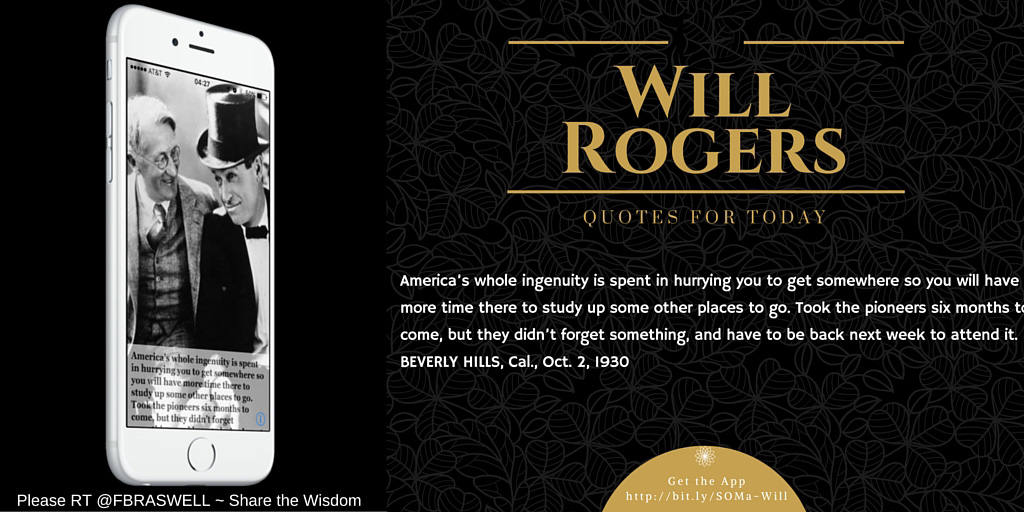 AT&T
04:27
America's whole ingenuity is spent
in hurrying you to get somewhere so
you will have more time there to
study up some other places to go.
Took the pioneers six months to
come, but they didn't forget
Please RT @FBRASWELL ~ Share the Wisdom
WILL
ROGERS
QUOTES FOR TODAY
America's whole ingenuity is spent in hurrying you to get somewhere so you will have
more time there to study up some other places to go. Took the pioneers six months to
come, but they didn't forget something, and have to be back next week to attend it.
BEVERLY HILLS, Cal., Oct. 2, 1930
Get the App
http://bit.ly/SOMa-Will